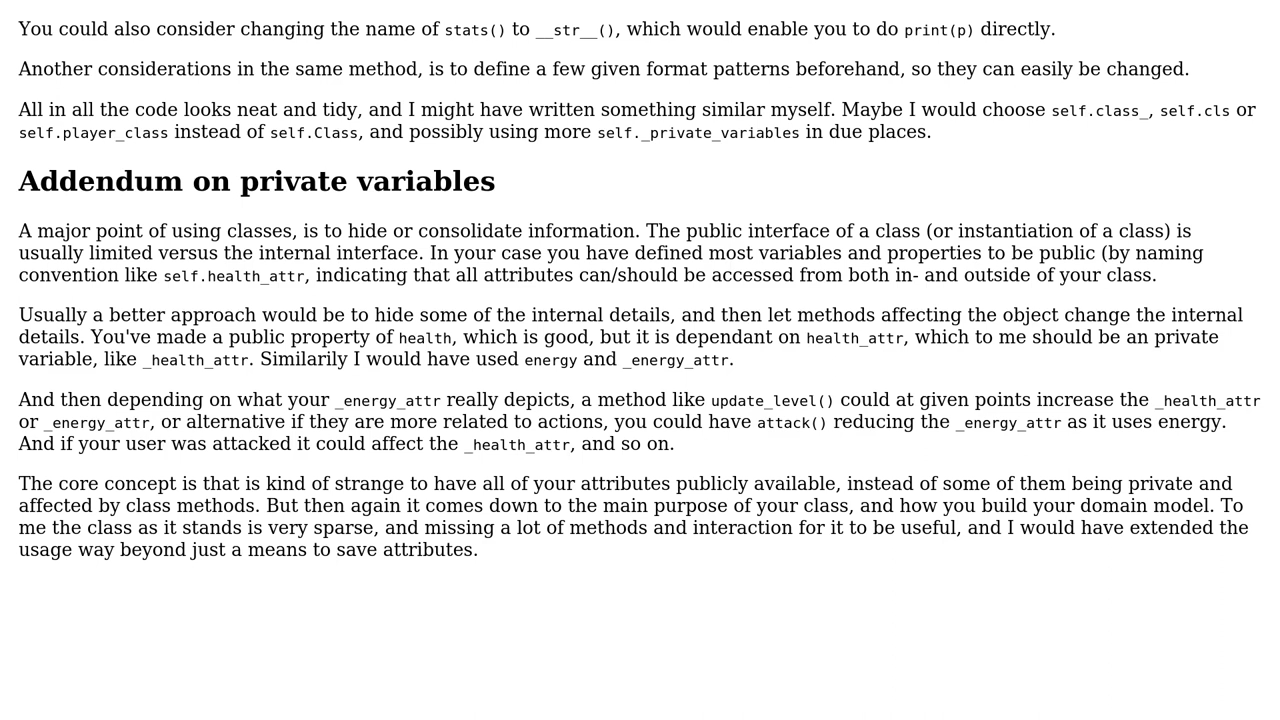 You could also consider changing the name of stats() to __str__(), which would enable you to do print(p) directly.
Another considerations in the same method, is to define a few given format patterns beforehand, so they can easily be changed.
All in all the code looks neat and tidy, and I might have written something similar myself. Maybe I would choose self.class_, self.cls or
self.player_class instead of self.Class, and possibly using more self._private_variables in due places.
Addendum on private variables
A major point of using classes, is to hide or consolidate information. The public interface of a class (or instantiation of a class) is
usually limited versus the internal interface. In your case you have defined most variables and properties to be public (by naming
convention like self.health_attr, indicating that all attributes can/should be accessed from both in- and outside of your class.
Usually a better approach would be to hide some of the internal details, and then let methods affecting the object change the internal
details. You've made a public property of health, which is good, but it is dependant on health_attr, which to me should be an private
variable, like _health_attr. Similarily I would have used energy and _energy_attr.
And then depending on what your _energy_attr really depicts, a method like update_level() could at given points increase the _health_attr
or _energy_attr, or alternative if they are more related to actions, you could have attack() reducing the _energy_attr as it uses energy.
And if your user was attacked it could affect the _health_attr, and so on.
The core concept is that is kind of strange to have all of your attributes publicly available, instead of some of them being private and
affected by class methods. But then again it comes down to the main purpose of your class, and how you build your domain model. To
me the class as it stands is very sparse, and missing a lot of methods and interaction for it to be useful, and I would have extended the
usage way beyond just a means to save attributes.